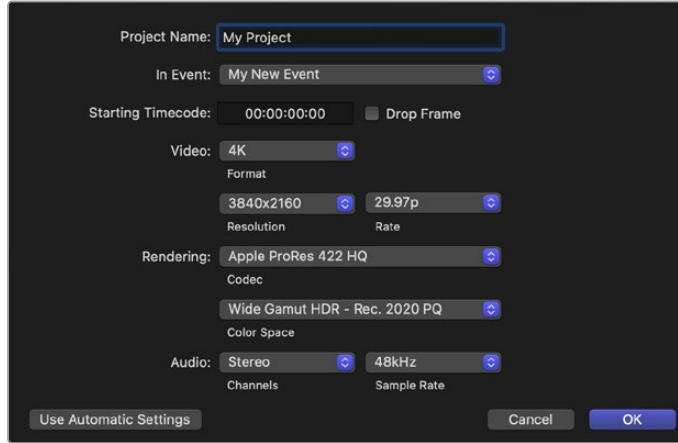 Project Name: My Project
In Event: My New Event
Starting Timecode: 00:00:00:00 Drop Frame
Video: 4K
Format
3840x2160 29.97p
Resolution Rate
Rendering: Apple ProRes 422 HQ
Codec
Wide Gamut HDR - Rec. 2020 PQ
Color Space
Audio: Stereo 48kHz
Channels Sample Rate
Use Automatic Settings Cancel OK